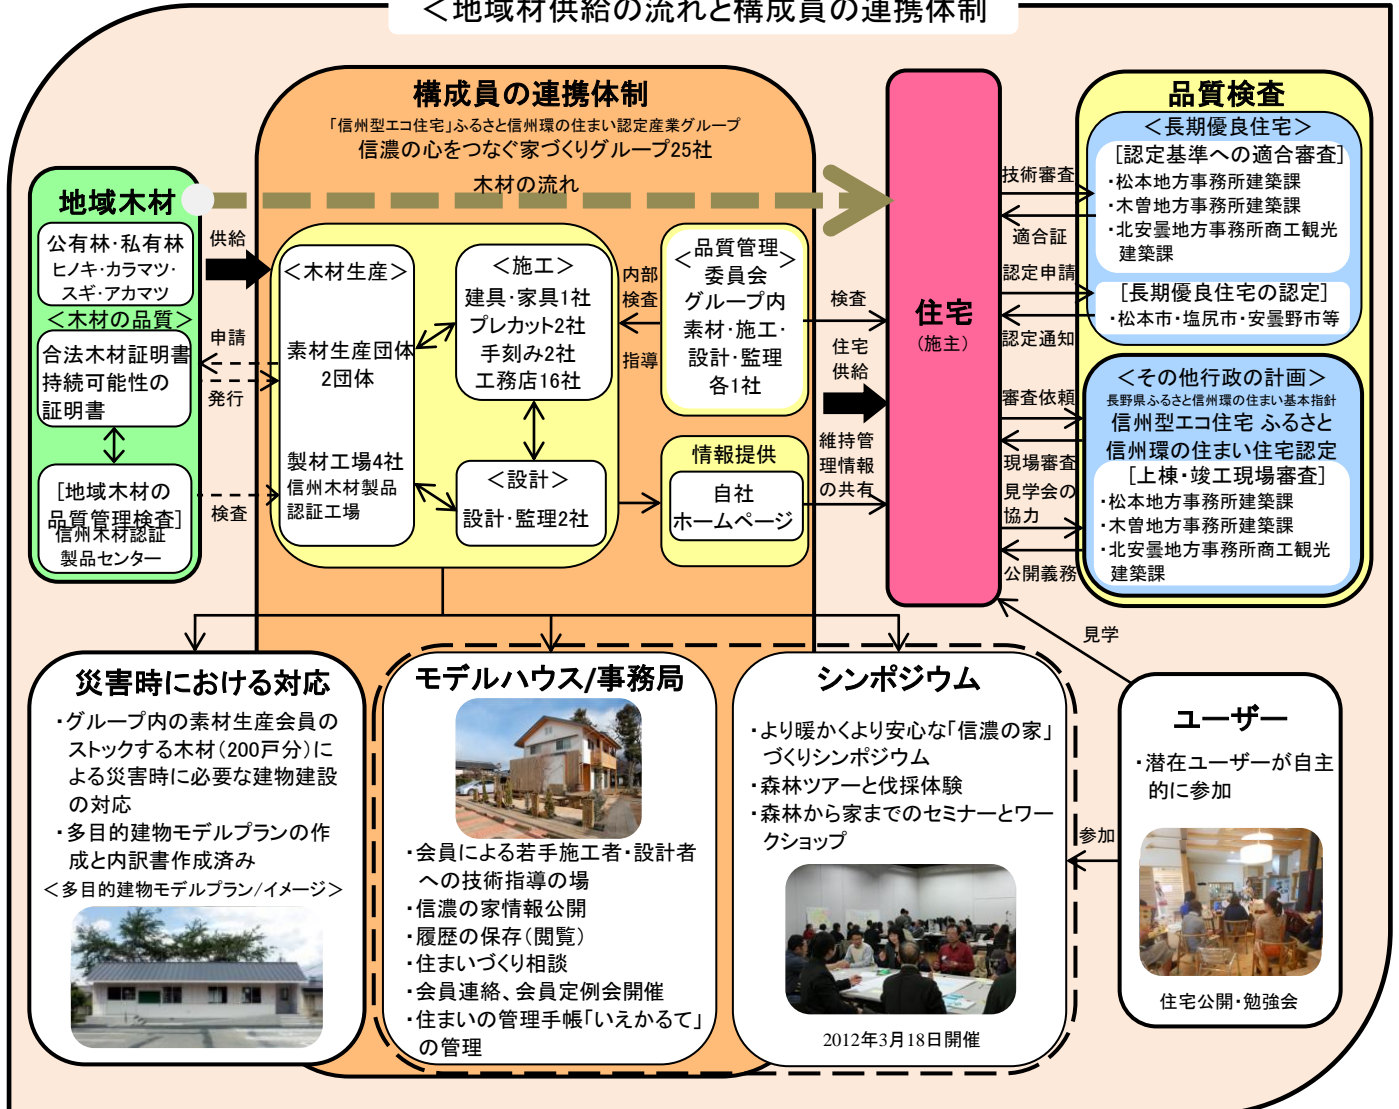 ＜地域材供給の流れと構成員の連携体制
構成員の連携体制
「信州型エコ住宅」ふるさと信州環の住まい認定産業グループ
信濃の心をつなぐ家づくりグループ25社
木材の流れ
地域木材
公有林・私有林
ヒノキ・カラマツ・
スギ・アカマツ
＜木材の品質＞
合法木材証明書
持続可能性の
証明書
[地域木材の
品質管理検査]
信州木材認証
製品センター
供給
申請
発行
検査
＜木材生産＞
素材生産団体
2団体
製材工場4社
信州木材製品
認証工場
＜施工＞
建具・家具1社
プレカット2社
手刻み2社
工務店16社
＜設計＞
設計・監理2社
内部
検査
指導
＜品質管理＞
委員会
グループ内
素材・施工・
設計・監理
各1社
情報提供
自社
ホームページ
検査
住宅
供給
維持管
理情報
の共有
住宅
(施主)
技術審査
適合証
認定申請
認定通知
審査依頼
現場審査
見学会の
協力
公開義務
品質検査
＜長期優良住宅＞
[認定基準への適合審査]
・松本地方事務所建築課
・木曽地方事務所建築課
・北安曇地方事務所商工観光
建築課
[長期優良住宅の認定]
・松本市・塩尻市・安曇野市等
＜その他行政の計画＞
長野県ふるさと信州環の住まい基本指針
信州型エコ住宅 ふるさと
信州環の住まい住宅認定
[上棟・竣工現場審査]
・松本地方事務所建築課
・木曽地方事務所建築課
・北安曇地方事務所商工観光
建築課
見学
災害時における対応
・グループ内の素材生産会員の
ストックする木材(200戸分)に
よる災害時に必要な建物建設
の対応
・多目的建物モデルプランの作
成と内訳書作成済み
＜多目的建物モデルプラン/イメージ＞
モデルハウス/事務局
・会員による若手施工者・設計者
への技術指導の場
・信濃の家情報公開
・履歴の保存(閲覧)
・住まいづくり相談
・会員連絡、会員定例会開催
・住まいの管理手帳「いえかるて」
の管理
シンポジウム
・より暖かくより安心な「信濃の家」
づくりシンポジウム
・森林ツアーと伐採体験
・森林から家までのセミナーとワー
クショップ
2012年3月18日開催
参加
ユーザー
・潜在ユーザーが自主
的に参加
住宅公開・勉強会